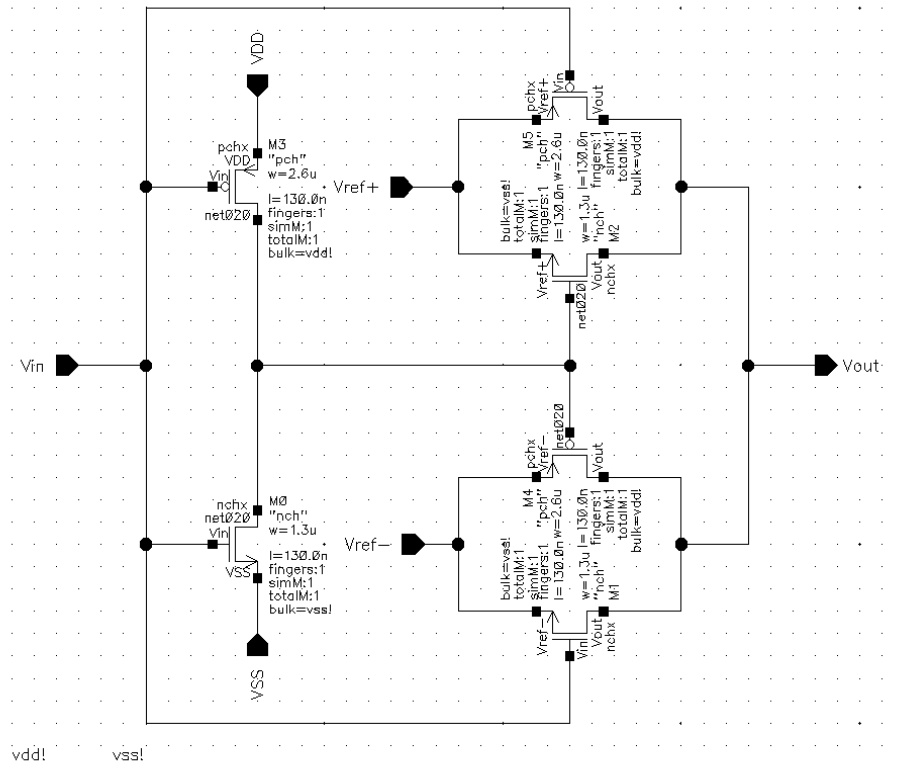 VDD
pchx
VDD
Vin
net020
M3
"pch"
w=2.6u
l=130.0n
fingers:1
simM:1
totalM:1
bulk=vdd!
Vin
nchx
net020
Vin
VSS
M0
"nch"
w=1.3u
l=130.0n
fingers:1
simM:1
totalM:1
bulk=vss!
VSS
Vref+
Vin
pchx
Vref+
Vout
M5
"pch"
w=2.6u
l=130.0n
fingers:1
simM:1
totalM:1
bulk=vdd!
bulk=vss!
totalM:1
simM:1
fingers:1
l=130.0n
w=1.3u
"nch"
M2
Vref+
Vout
nchx
net020
Vref-
net020
pchx
Vref-
Vout
M4
"pch"
w=2.6u
l=130.0n
fingers:1
simM:1
totalM:1
bulk=vdd!
bulk=vss!
totalM:1
simM:1
fingers:1
l=130.0n
w=1.3u
"nch"
M1
Vref-
Vout
nchx
Vin
Vout
vdd! vss!